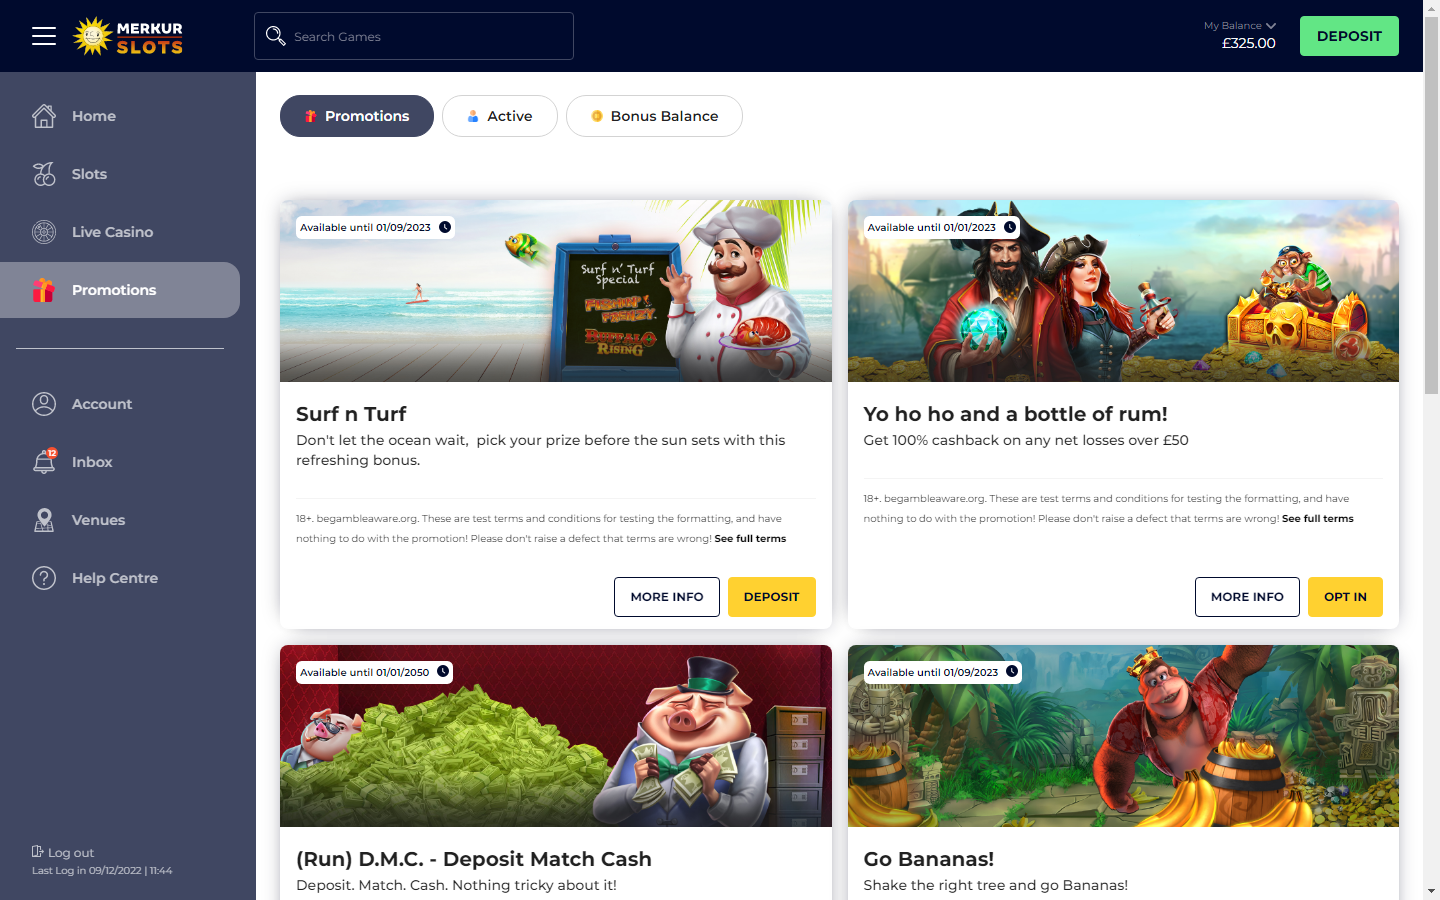 MERKUR
SLOTS
Search Games
My Balance
£325.00
DEPOSIT
Home
Slots
Live Casino
Promotions
Account
12
Inbox
Venues
Help Centre
Log out
Last Log in 09/12/2022 | 11:44
Promotions
Active
Bonus Balance
Available until 01/09/2023
Surf n' Turf
Special
FISHIN'
FRENZY
BUFFALO
RISING
Surf n Turf
Don't let the ocean wait,  pick your prize before the sun sets with this
refreshing bonus.
18+. begambleaware.org. These are test terms and conditions for testing the formatting, and have
nothing to do with the promotion! Please don't raise a defect that terms are wrong! See full terms
MORE INFO
DEPOSIT
Available until 01/01/2023
Yo ho ho and a bottle of rum!
Get 100% cashback on any net losses over £50
18+. begambleaware.org. These are test terms and conditions for testing the formatting, and have
nothing to do with the promotion! Please don't raise a defect that terms are wrong! See full terms
MORE INFO
OPT IN
Available until 01/01/2050
(Run) D.M.C. - Deposit Match Cash
Deposit. Match. Cash. Nothing tricky about it!
Available until 01/09/2023
Go Bananas!
Shake the right tree and go Bananas!